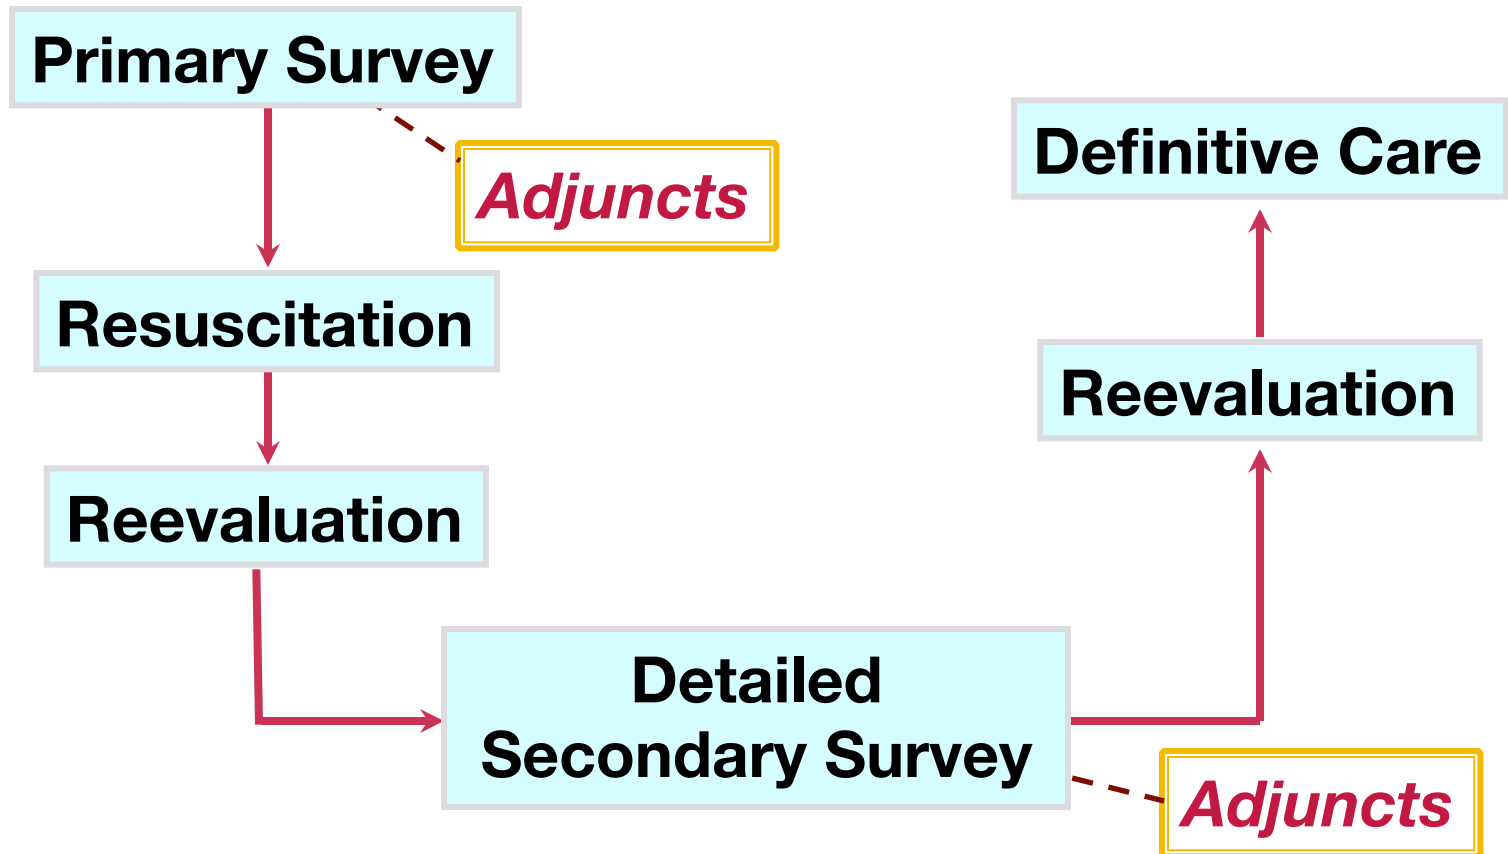 Primary Survey
Adjuncts
Resuscitation
Reevaluation
Detailed
Secondary Survey
Adjuncts
Reevaluation
Definitive Care